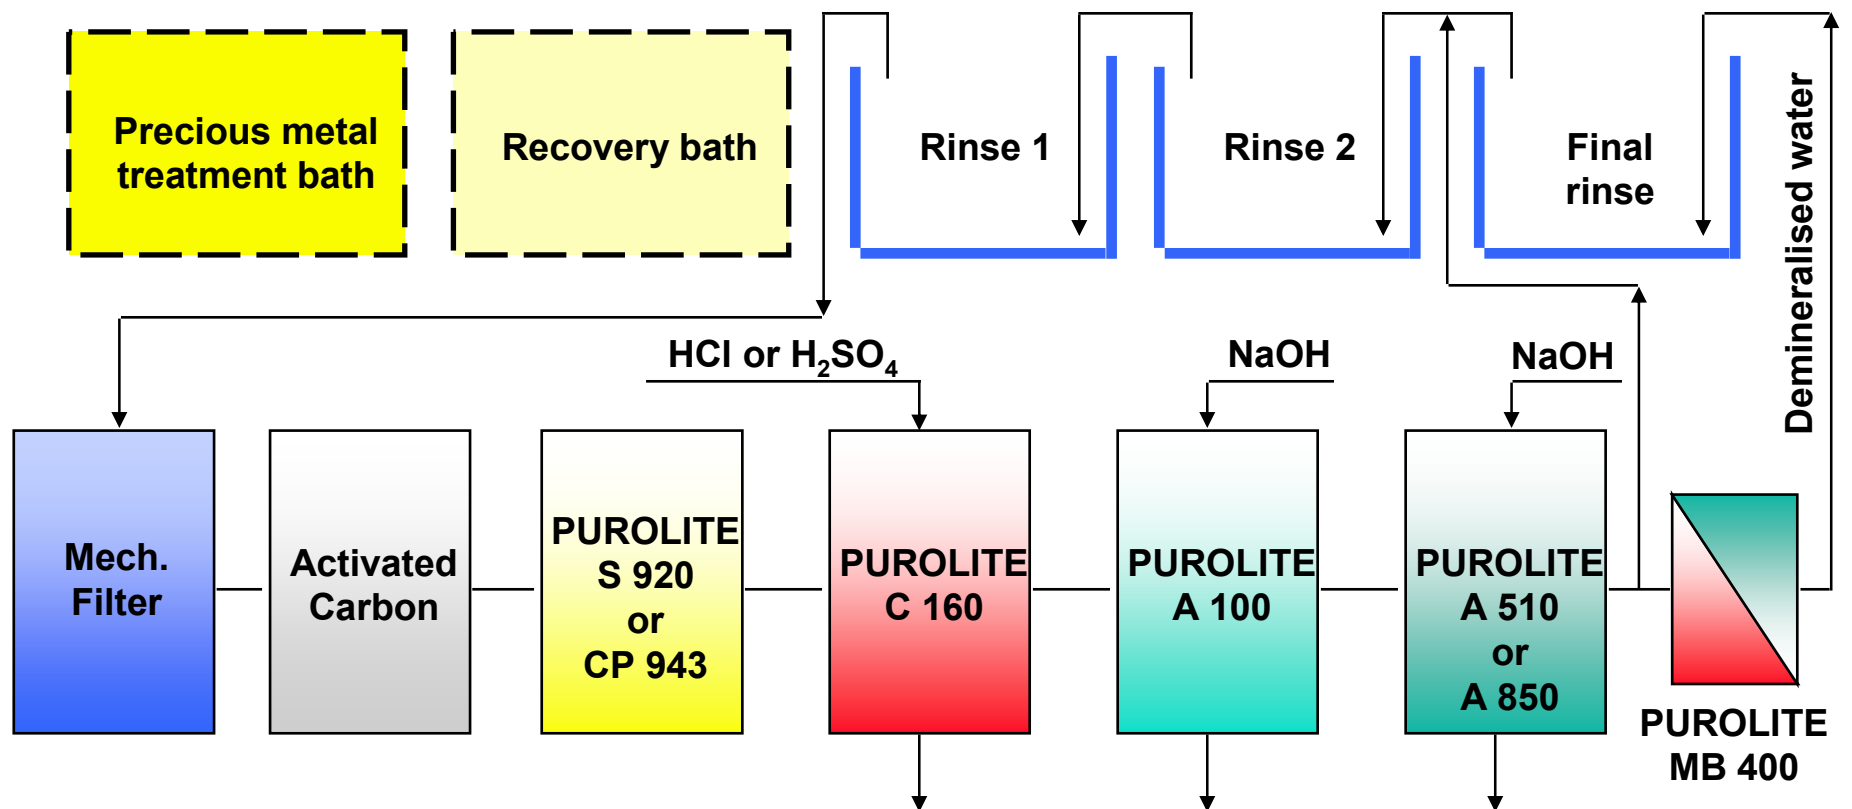 Precious metal
treatment bath
Recovery bath
Rinse 1
Rinse 2
Final
rinse
Demineralised water
HCl or H₂SO₄
NaOH
NaOH
Mech.
Filter
Activated
Carbon
PUROLITE
S 920
or
CP 943
PUROLITE
C 160
PUROLITE
A 100
PUROLITE
A 510
or
A 850
PUROLITE
MB 400